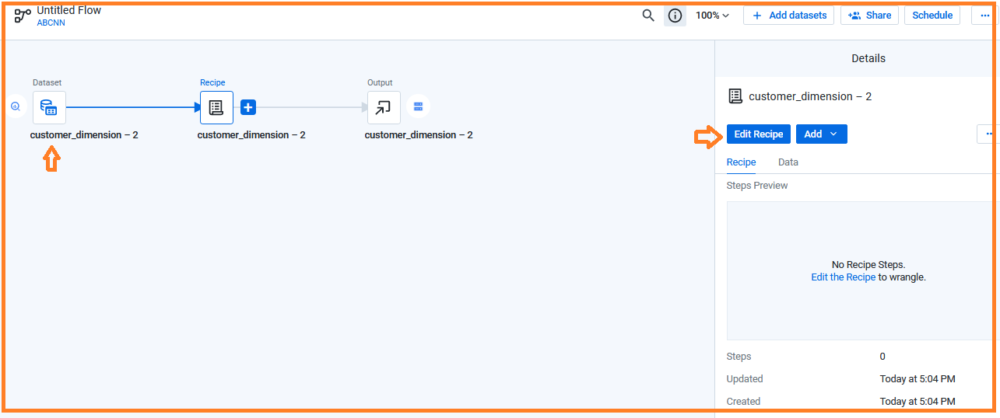 Untitled Flow
ABCNN
100%
Add datasets
Share
Schedule
Details
Dataset
Recipe
Output
customer_dimension – 2
customer_dimension – 2
customer_dimension – 2
customer_dimension – 2
Edit Recipe
Add
Recipe
Data
Steps Preview
No Recipe Steps.
Edit the Recipe to wrangle.
Steps 0
Updated Today at 5:04 PM
Created Today at 5:04 PM